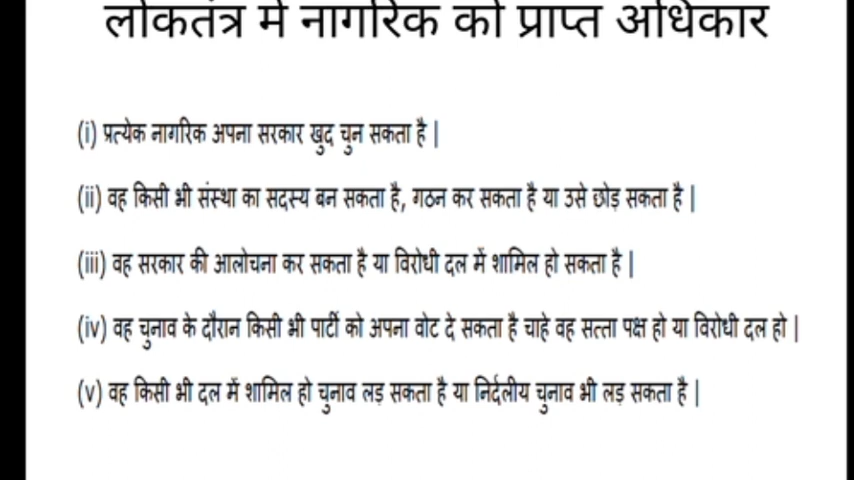 लोकतंत्र में नागरिक को प्राप्त अधिकार
(i) प्रत्येक नागरिक अपना सरकार खुद चुन सकता है |
(ii) वह किसी भी संस्था का सदस्य बन सकता है, गठन कर सकता है या उसे छोड़ सकता है |
(iii) वह सरकार की आलोचना कर सकता है या विरोधी दल में शामिल हो सकता है |
(iv) वह चुनाव के दौरान किसी भी पार्टी को अपना वोट दे सकता है चाहे वह सत्ता पक्ष हो या विरोधी दल हो |
(v) वह किसी भी दल में शामिल हो चुनाव लड़ सकता है या निर्दलीय चुनाव भी लड़ सकता है |